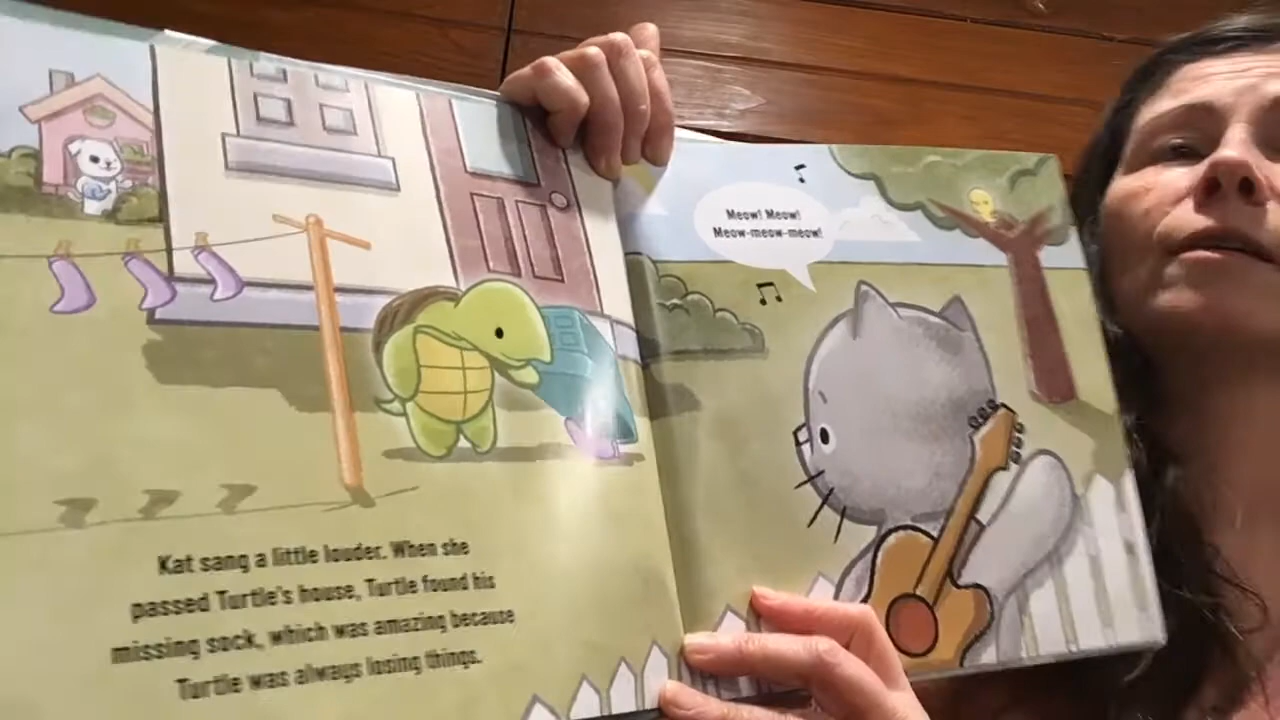 Kat sang a little louder. When she
passed Turtle's house, Turtle found his
missing sock, which was amazing because
Turtle was always losing things.
Meow! Meow!
Meow-meow-meow!